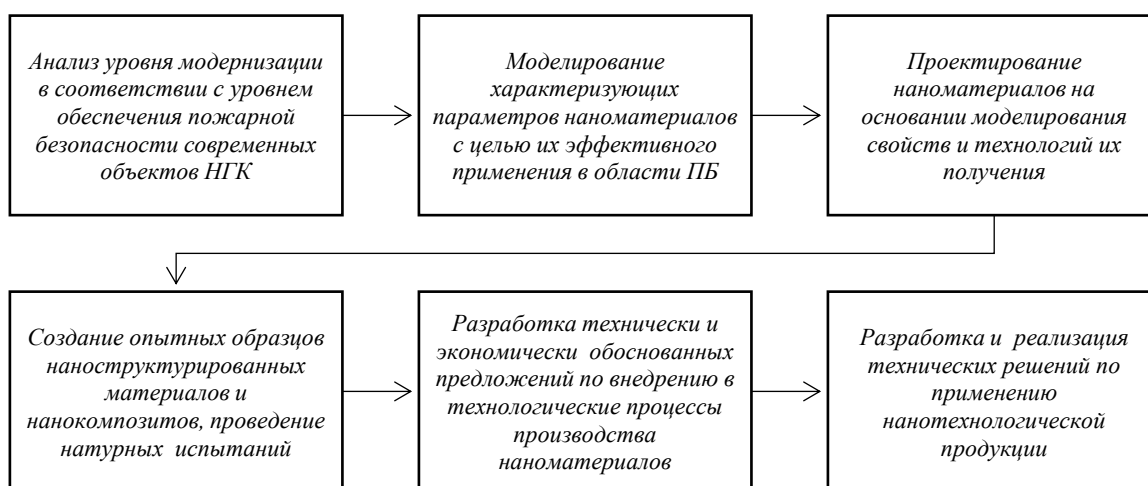 Анализ уровня модернизации
в соответствии с уровнем
обеспечения пожарной
безопасности современных
объектов НГК
Моделирование
характеризующих
параметров наноматериалов
с целью их эффективного
применения в области ПБ
Проектирование
наноматериалов на
основании моделирования
свойств и технологий их
получения
Создание опытных образцов
наноструктурированных
материалов и
нанокомпозитов, проведение
натурных испытаний
Разработка технически и
экономически обоснованных
предложений по внедрению в
технологические процессы
производства
наноматериалов
Разработка и реализация
технических решений по
применению
нанотехнологической
продукции